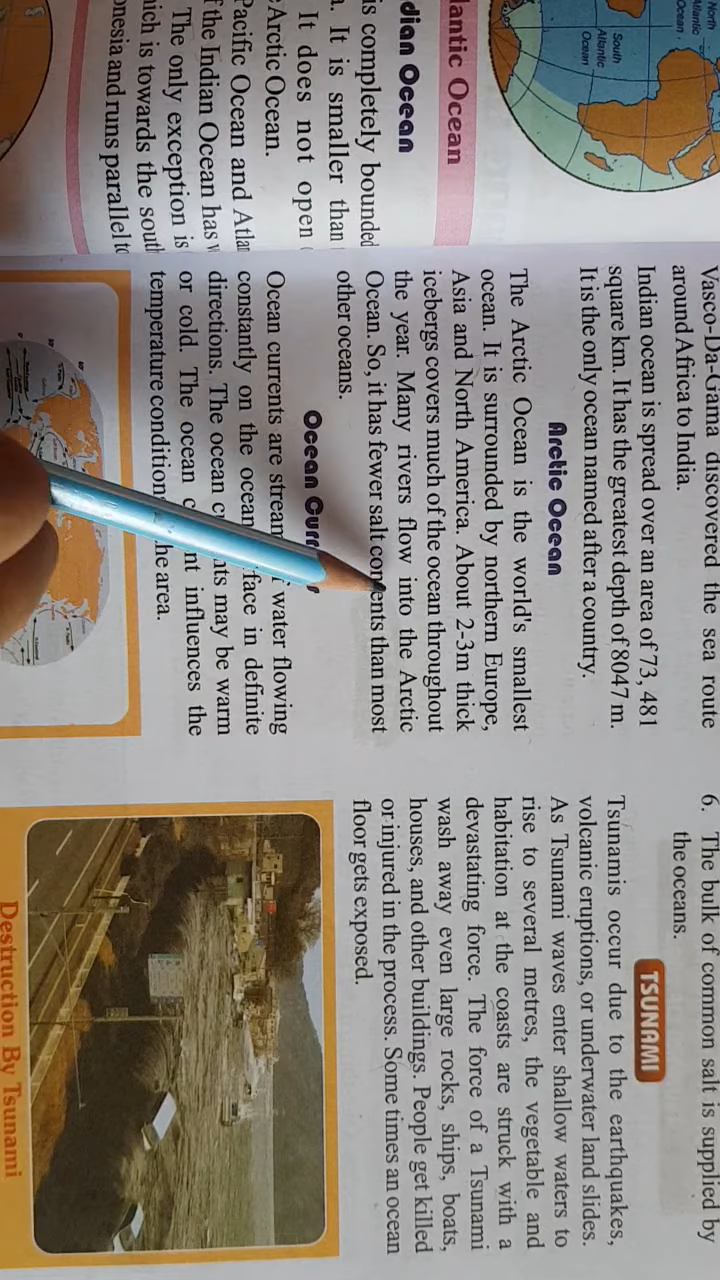 North
Atlantic
Ocean
South
Atlantic
Ocean
lantic Ocean
dian Ocean
is completely bounded
. It is smaller than
It does not open
Arctic Ocean.
Pacific Ocean and Atla
f the Indian Ocean has
The only exception is
ich is towards the sout
onesia and runs parallel to
Vasco-Da-Gama discovered the sea route
around Africa to India.
Indian ocean is spread over an area of 73, 481
square km. It has the greatest depth of 8047 m.
It is the only ocean named after a country.
Arctic Ocean
The Arctic Ocean is the world's smallest
ocean. It is surrounded by northern Europe,
Asia and North America. About 2-3m thick
icebergs covers much of the ocean throughout
the year. Many rivers flow into the Arctic
Ocean. So, it has fewer salt contents than most
other oceans.
Ocean Curr
Ocean currents are strea water flowing
constantly on the ocean face in definite
directions. The ocean c nts may be warm
or cold. The ocean c nt influences the
temperature condition he area.
6. The bulk of common salt is supplied by
the oceans.
TSUNAMI
Tsunamis occur due to the earthquakes,
volcanic eruptions, or underwater land slides.
As Tsunami waves enter shallow waters to
rise to several metres, the vegetable and
habitation at the coasts are struck with a
devastating force. The force of a Tsunami
wash away even large rocks, ships, boats,
houses, and other buildings. People get killed
or injured in the process. Some times an ocean
floor gets exposed.
Destruction By Tsunami